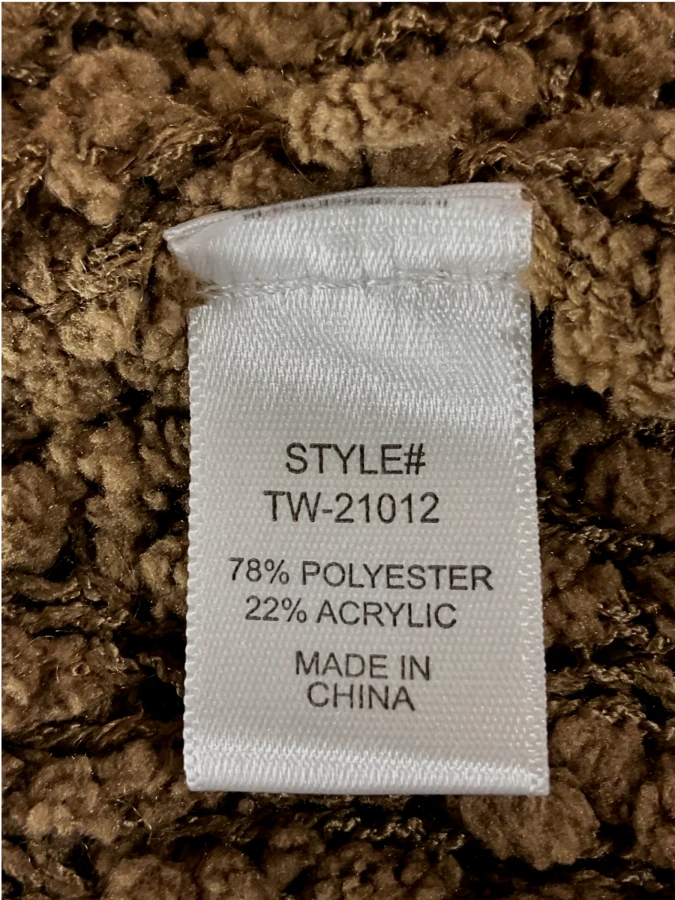 STYLE#
TW-21012
78% POLYESTER
22% ACRYLIC
MADE IN
CHINA